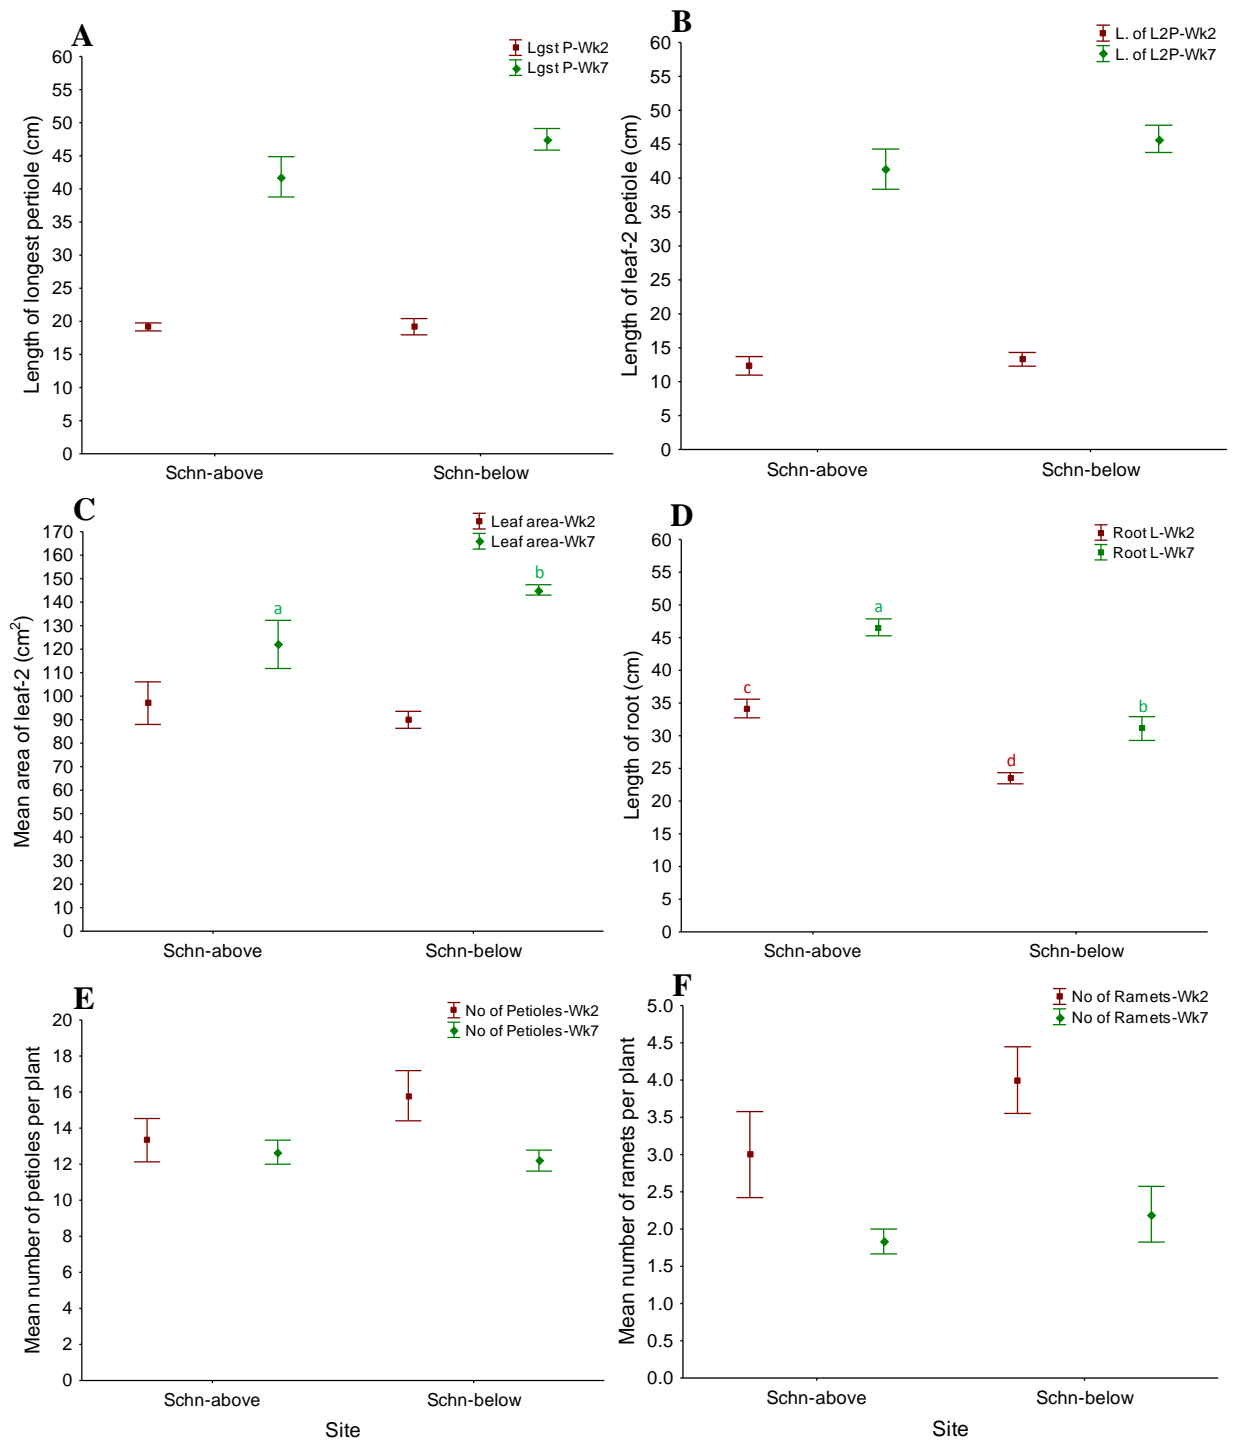 A
Lgst P-Wk2
Lgst P-Wk7
Length of longest pertiole (cm)
60
55
50
45
40
35
30
25
20
15
10
5
0
Schn-above
Schn-below
B
L. of L2P-Wk2
L. of L2P-Wk7
Length of leaf-2 petiole (cm)
60
55
50
45
40
35
30
25
20
15
10
5
0
Schn-above
Schn-below
C
Leaf area-Wk2
Leaf area-Wk7
Mean area of leaf-2 (cm²)
170
160
150
140
130
120
110
100
90
80
70
60
50
40
30
20
10
0
a
b
Schn-above
Schn-below
D
Root L-Wk2
Root L-Wk7
Length of root (cm)
60
55
50
45
40
35
30
25
20
15
10
5
0
c
a
d
b
Schn-above
Schn-below
E
No of Petioles-Wk2
No of Petioles-Wk7
Mean number of petioles per plant
20
18
16
14
12
10
8
6
4
2
0
Schn-above
Schn-below
Site
F
No of Ramets-Wk2
No of Ramets-Wk7
Mean number of ramets per plant
5.0
4.5
4.0
3.5
3.0
2.5
2.0
1.5
1.0
0.5
0.0
Schn-above
Schn-below
Site